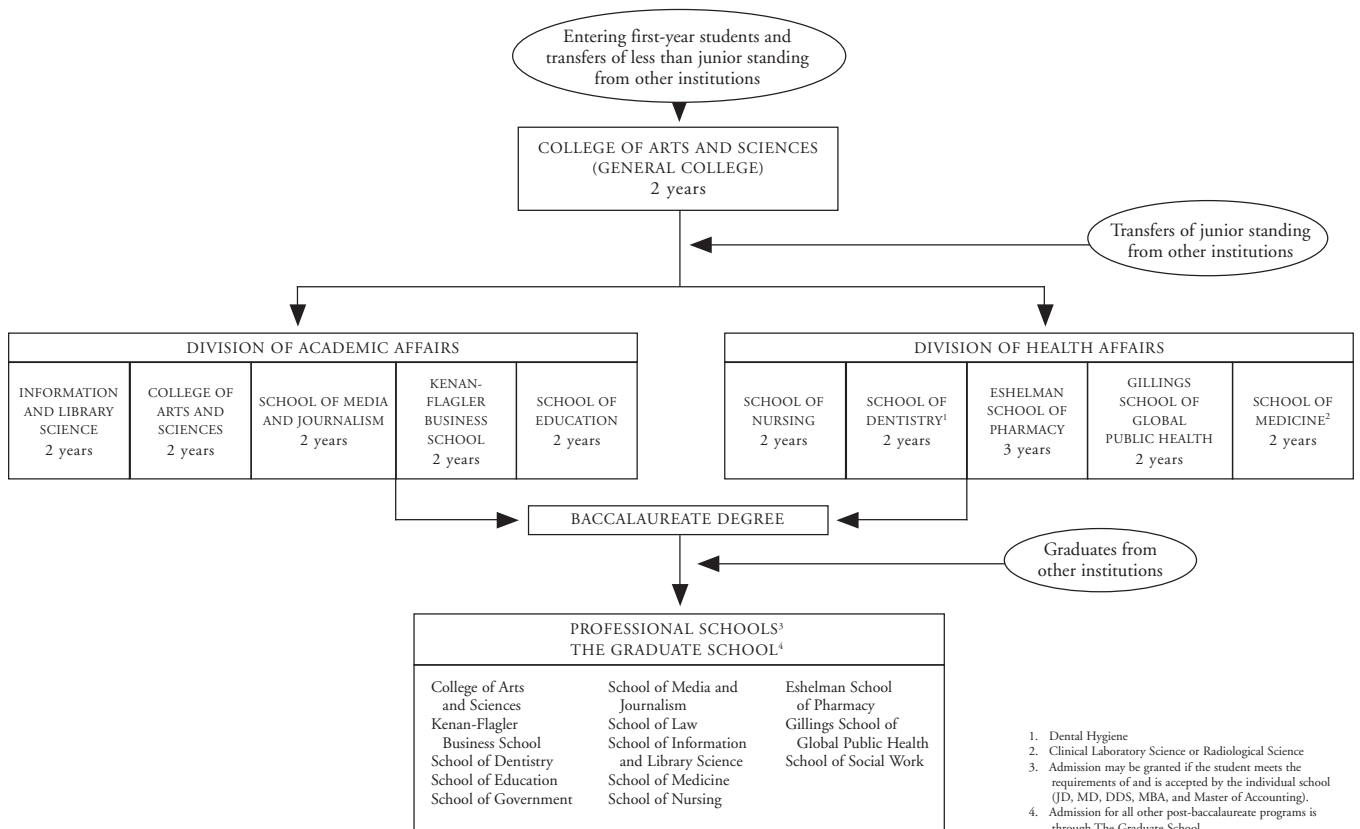 Entering first-year students and
transfers of less than junior standing
from other institutions
COLLEGE OF ARTS AND SCIENCES
(GENERAL COLLEGE)
2 years
Transfers of junior standing
from other institutions
DIVISION OF ACADEMIC AFFAIRS
INFORMATION
AND LIBRARY
SCIENCE
2 years
COLLEGE OF
ARTS AND
SCIENCES
2 years
SCHOOL OF MEDIA
AND JOURNALISM
2 years
KENAN-
FLAGLER
BUSINESS
SCHOOL
2 years
SCHOOL OF
EDUCATION
2 years
DIVISION OF HEALTH AFFAIRS
SCHOOL OF
NURSING
2 years
SCHOOL OF
DENTISTRY¹
2 years
ESHELMAN
SCHOOL OF
PHARMACY
3 years
GILLINGS
SCHOOL OF
GLOBAL
PUBLIC HEALTH
2 years
SCHOOL OF
MEDICINE²
2 years
BACCALAUREATE DEGREE
Graduates from
other institutions
PROFESSIONAL SCHOOLS³
THE GRADUATE SCHOOL⁴
College of Arts
and Sciences
Kenan-Flagler
Business School
School of Dentistry
School of Education
School of Government
School of Media and
Journalism
School of Law
School of Information
and Library Science
School of Medicine
School of Nursing
Eshelman School
of Pharmacy
Gillings School of
Global Public Health
School of Social Work
1. Dental Hygiene
2. Clinical Laboratory Science or Radiological Science
3. Admission may be granted if the student meets the
requirements of and is accepted by the individual school
(JD, MD, DDS, MBA, and Master of Accounting).
4. Admission for all other post-baccalaureate programs is
through The Graduate School